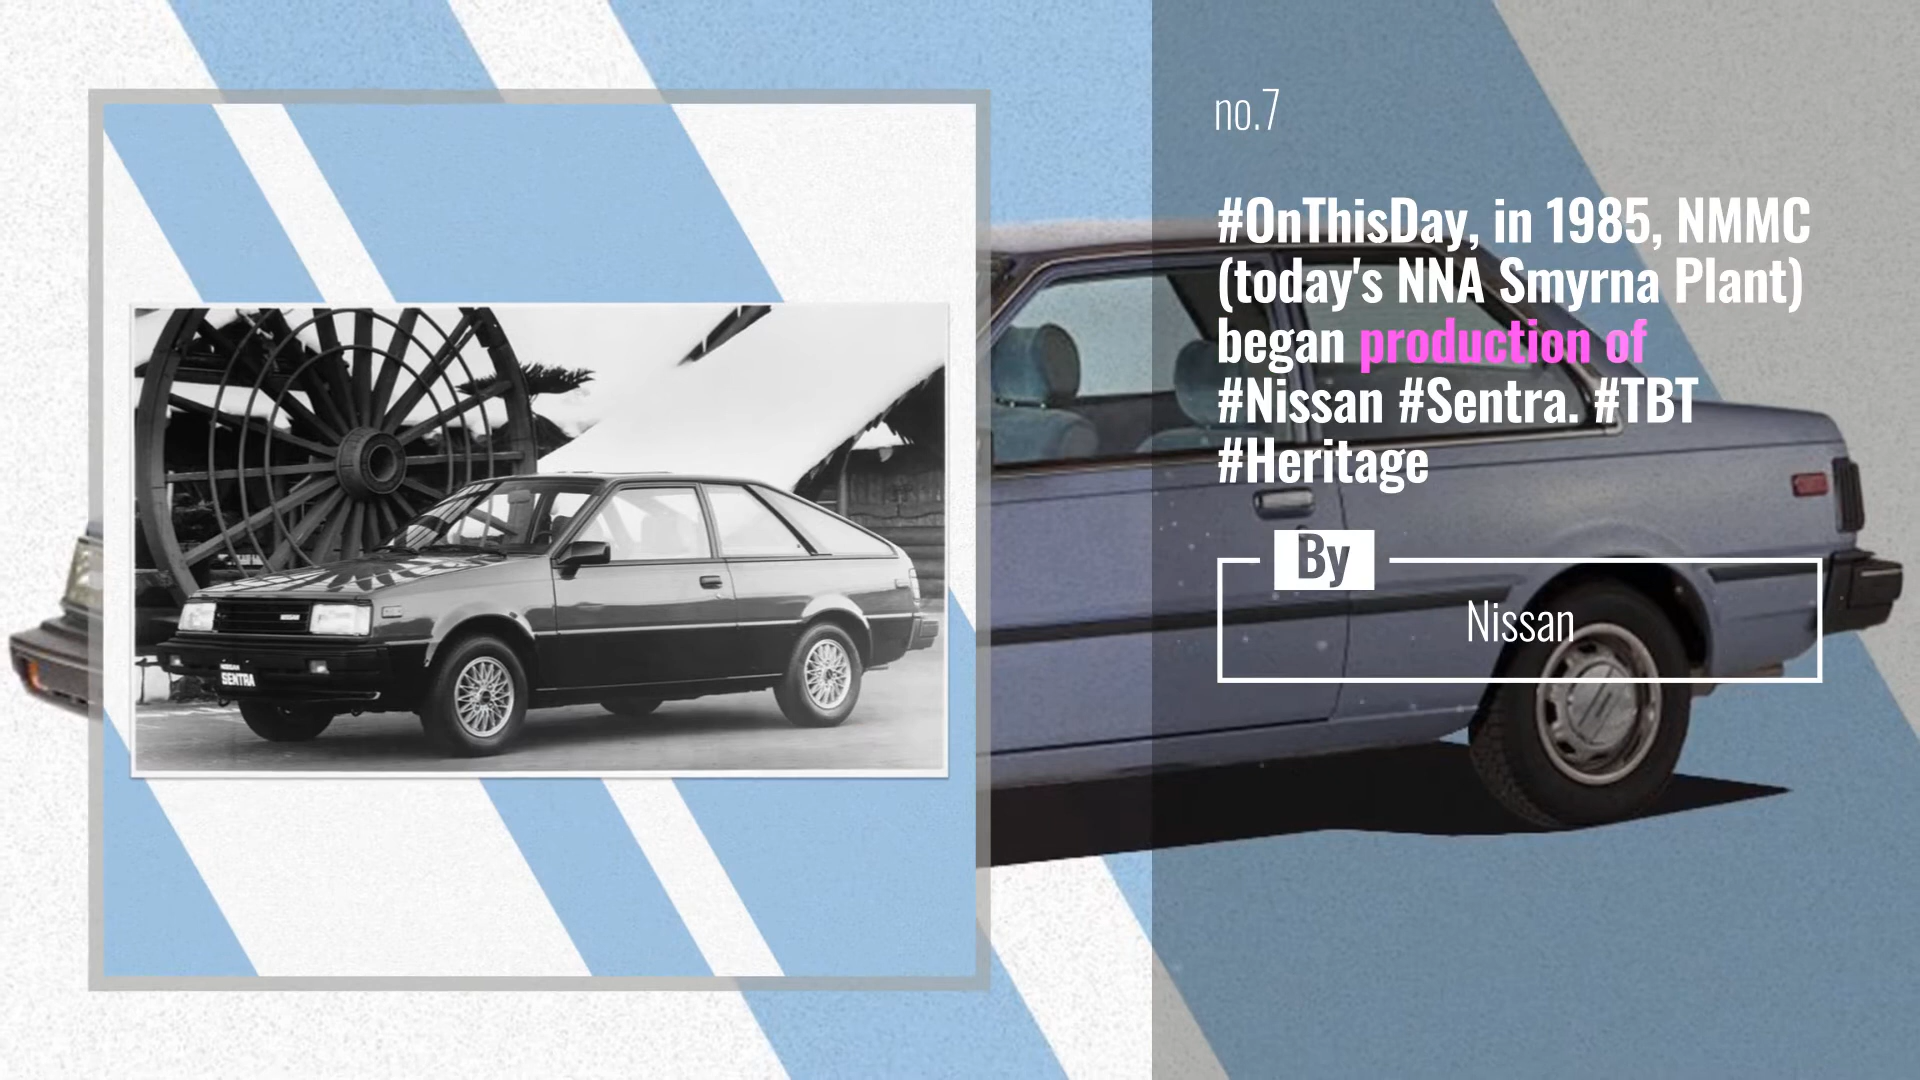 no.7
#OnThisDay, in 1985, NMMC
(today's NNA Smyrna Plant)
began production of
#Nissan #Sentra. #TBT
#Heritage
By
Nissan
NISSAN
SENTRA